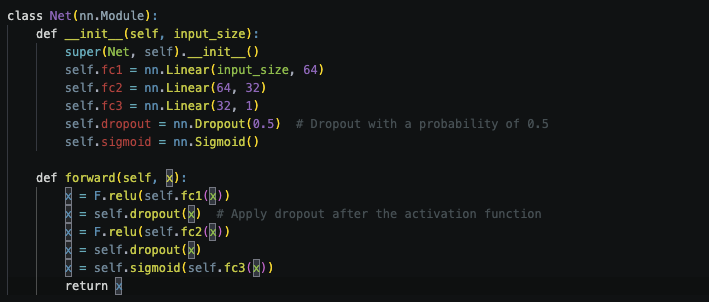 class Net(nn.Module):
    def __init__(self, input_size):
        super(Net, self).__init__()
        self.fc1 = nn.Linear(input_size, 64)
        self.fc2 = nn.Linear(64, 32)
        self.fc3 = nn.Linear(32, 1)
        self.dropout = nn.Dropout(0.5)  # Dropout with a probability of 0.5
        self.sigmoid = nn.Sigmoid()

    def forward(self, x):
        x = F.relu(self.fc1(x))
        x = self.dropout(x)  # Apply dropout after the activation function
        x = F.relu(self.fc2(x))
        x = self.dropout(x)
        x = self.sigmoid(self.fc3(x))
        return x